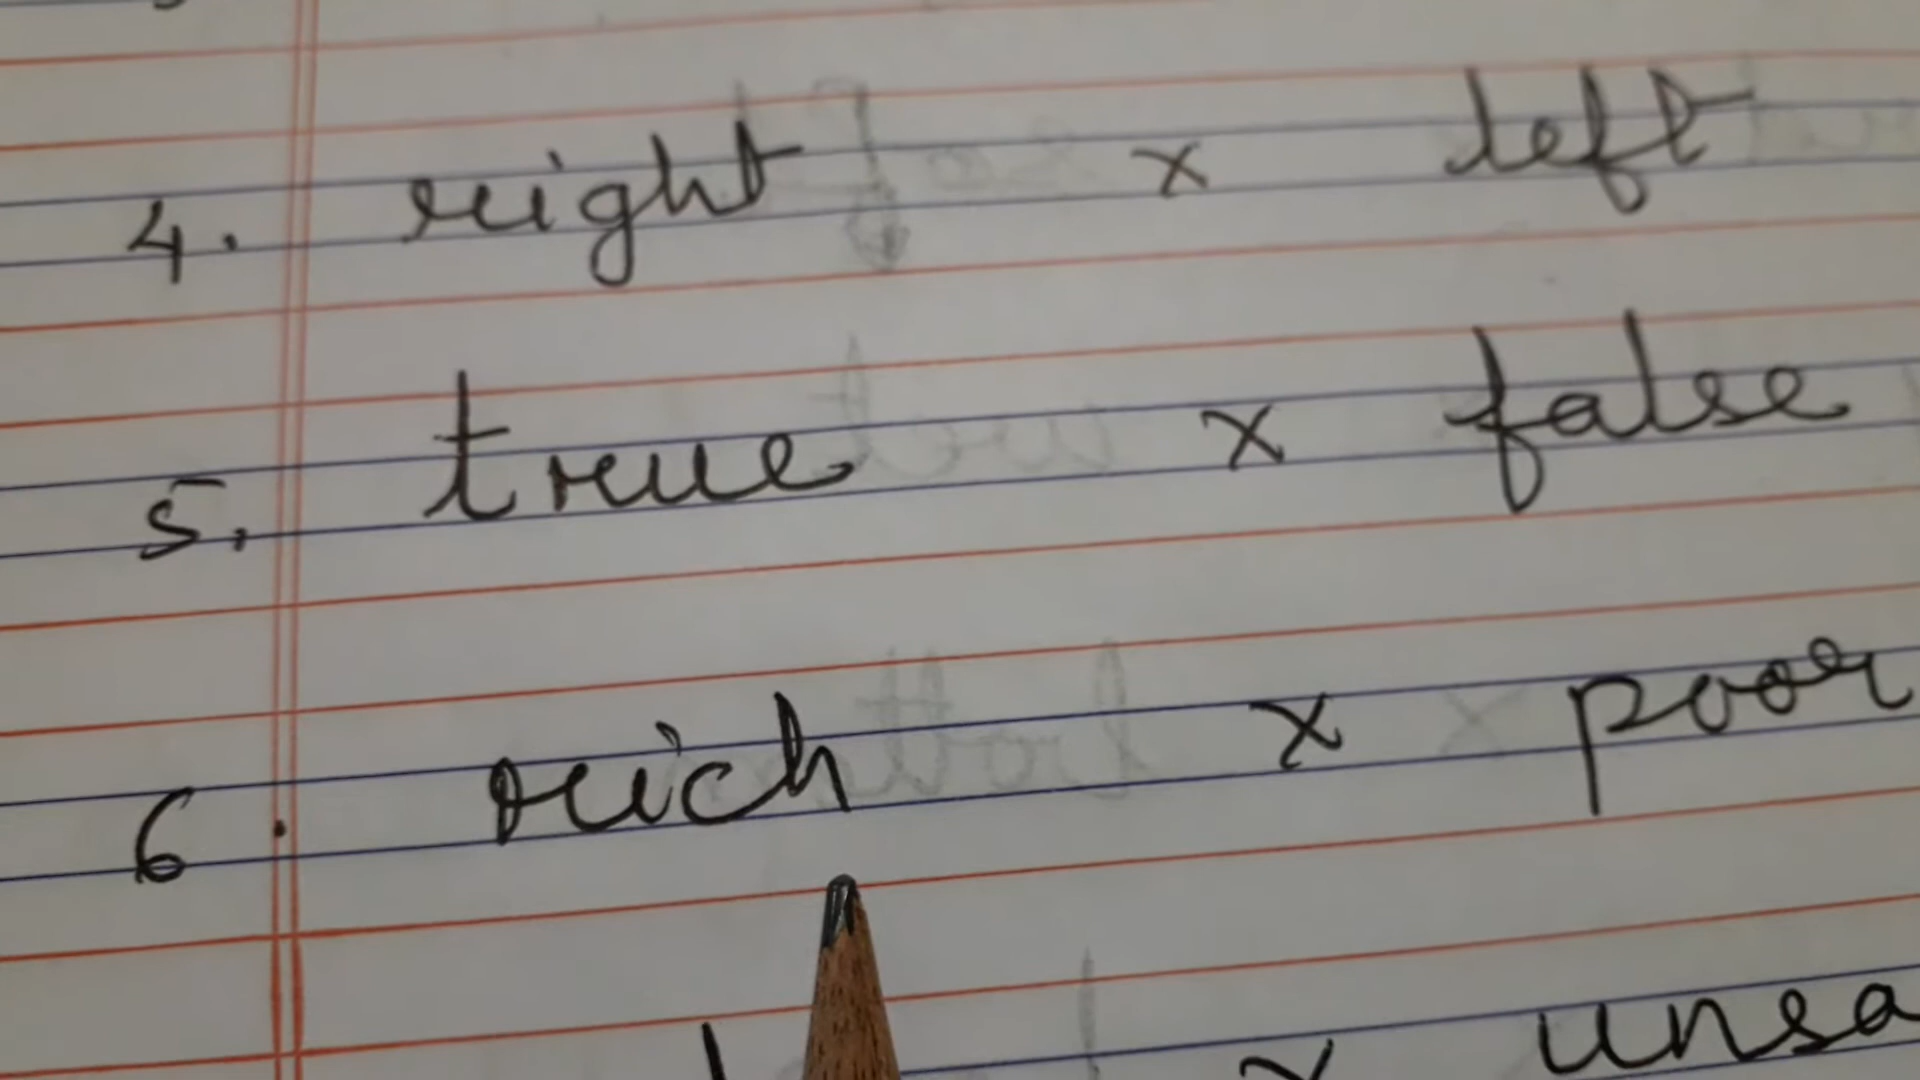 4. right x left
5. true x false
6. rich x poor
x unsa